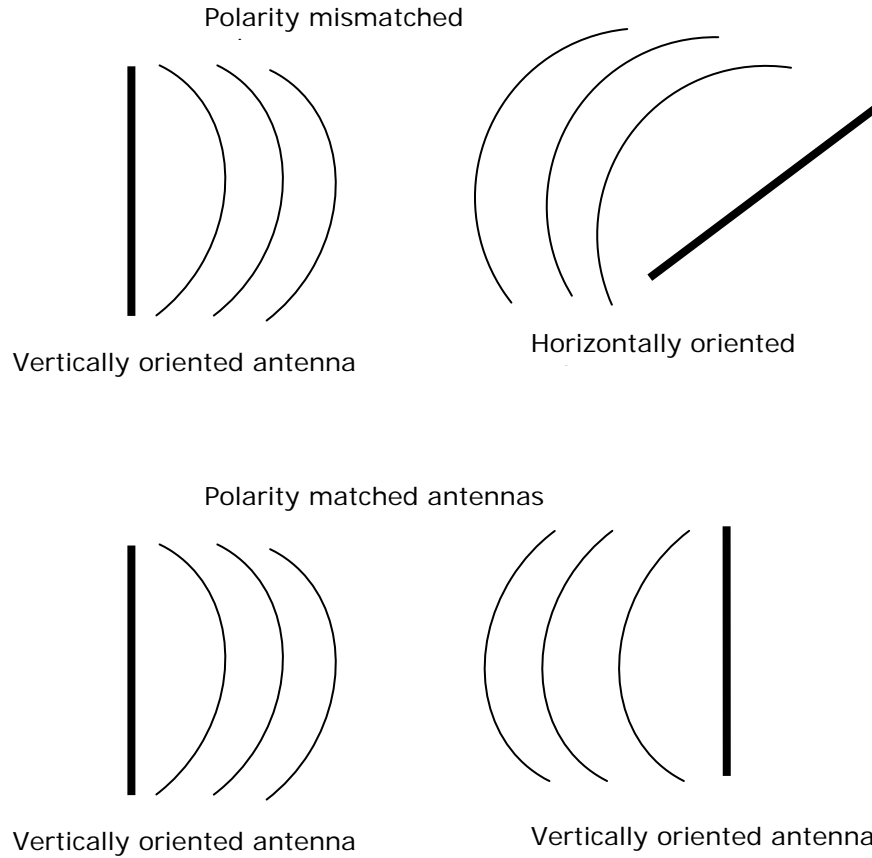 Polarity mismatched
Vertically oriented antenna
Horizontally oriented
Polarity matched antennas
Vertically oriented antenna
Vertically oriented antenna